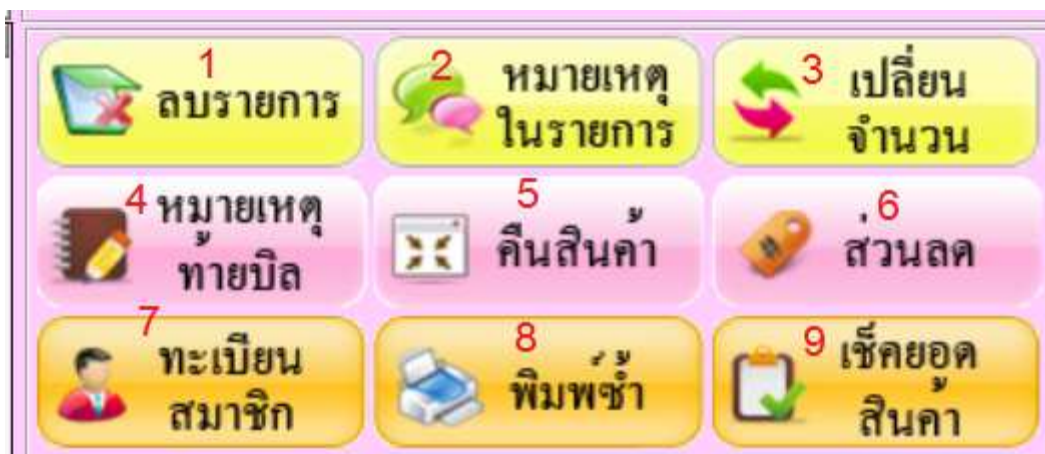 1
ลบรายการ
2 หมายเหตุ
ในรายการ
3 เปลี่ยน
จำนวน
4 หมายเหตุ
ท้ายบิล
5
คืนสินค้า
6
ส่วนลด
7
ทะเบียน
สมาชิก
8
พิมพ์ซ้ำ
9 เช็คยอด
สินค้า